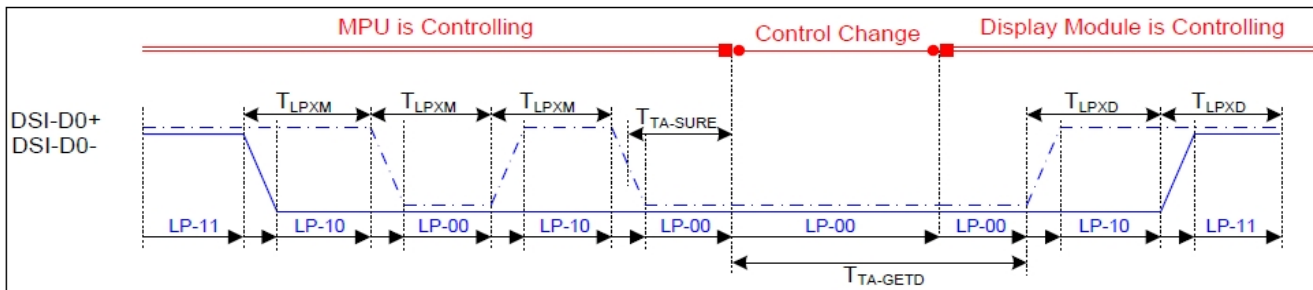 MPU is Controlling Control Change Display Module is Controlling
TLPXM TLPXM TLPXM TTA-SURE TLPXD TLPXD
DSI-D0+
DSI-D0-
LP-11 LP-10 LP-00 LP-10 LP-00 LP-00 LP-00 LP-10 LP-11
TTA-GETD